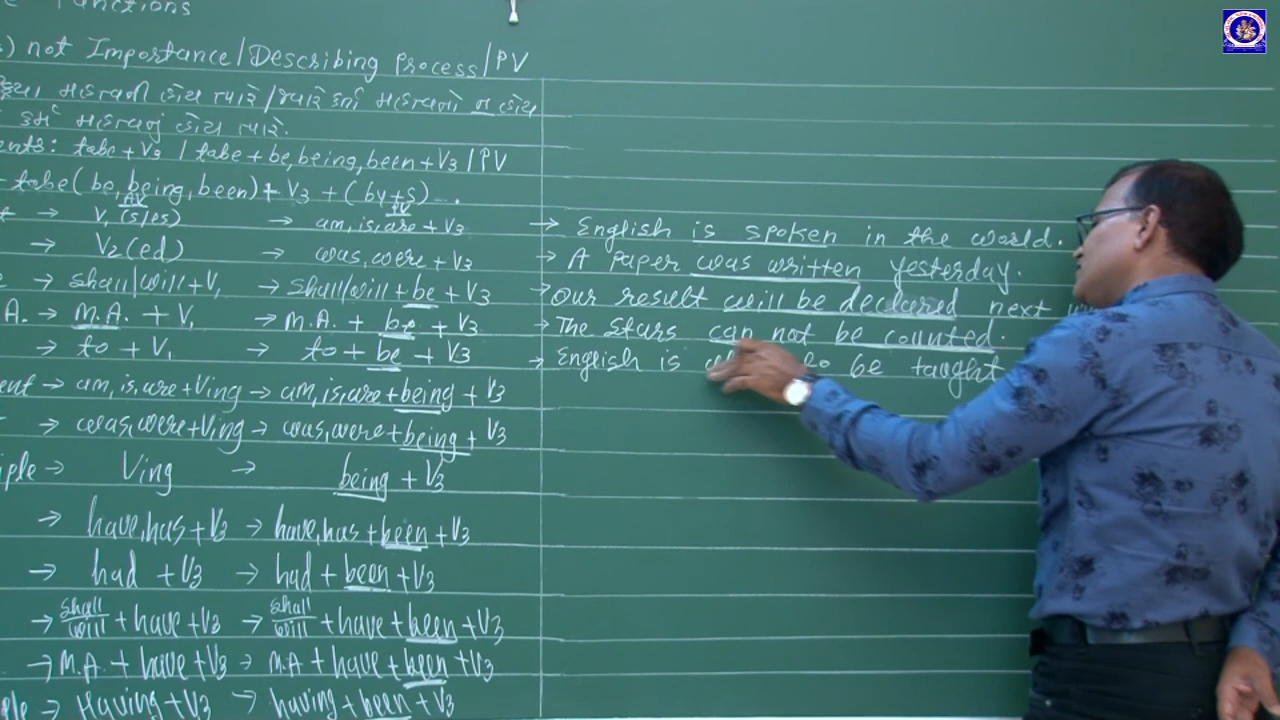 Functions
not Importance/Describing Process/PV
ents: tobe+V3 / tobe+be,being,been+V3 /PV
tobe(be,being,been)+V3+(by+S)...
AV PV
→ V1(s/es) → am,is,are+V3 → English is spoken in the world.
→ V2(ed) → was,were+V3 → A paper was written yesterday.
→ shall/will+V1 → shall/will+be+V3 → Our result will be declared next
A. → M.A.+V1 → M.A.+be+V3 → The stars can not be counted.
→ to+V1 → to+be+V3 → English is to be taught
ent → am,is,are+Ving → am,is,are+being+V3
→ was,were+Ving → was,were+being+V3
iple → Ving → being+V3
→ have,has+V3 → have,has+been+V3
→ had+V3 → had+been+V3
→ shall/will+have+V3 → shall/will+have+been+V3
→ M.A.+have+V3 → M.A+have+been+V3
ple → Having+V3 → having+been+V3